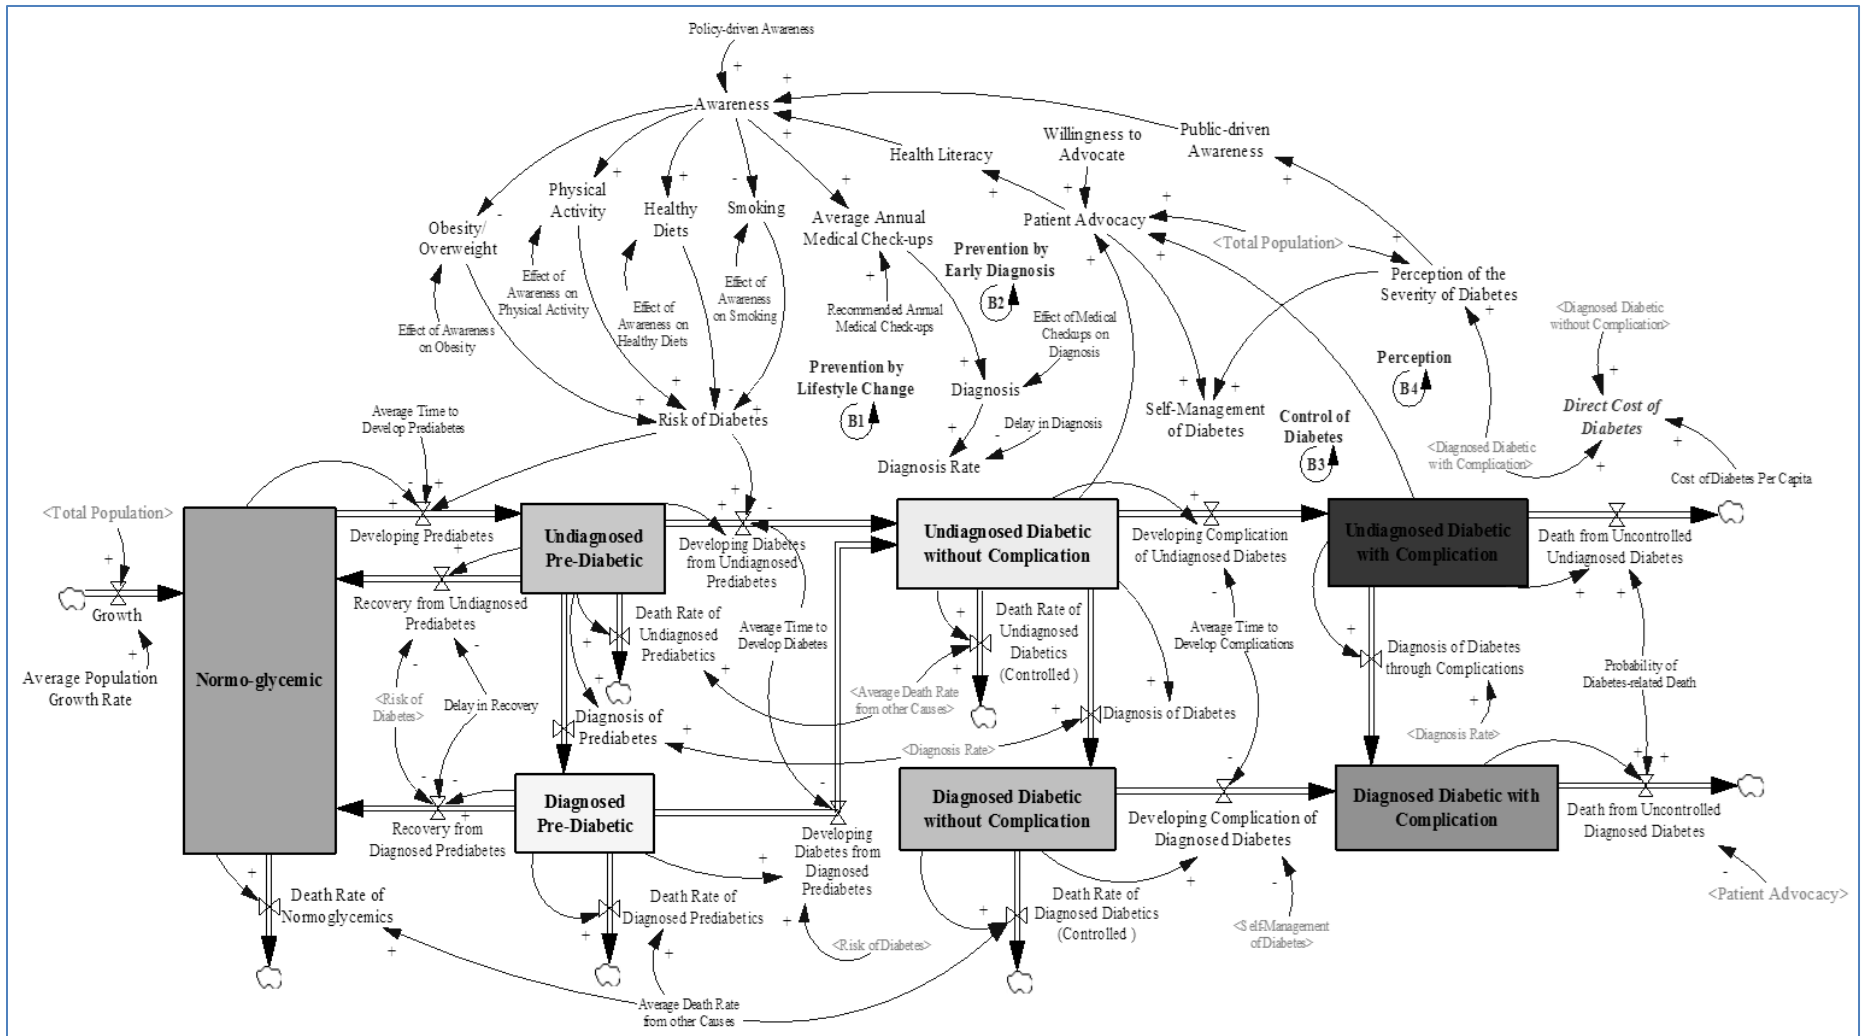 Policy-driven Awareness
Awareness
Public-driven
Awareness
Willingness to
Advocate
Health Literacy
Physical
Activity
Healthy
Diets
Smoking
Obesity/
Overweight
Average Annual
Medical Check-ups
Patient Advocacy
<Total Population>
Perception of the
Severity of Diabetes
Prevention by
Early Diagnosis
B2
Effect of
Awareness on
Physical Activity
Effect of
Awareness on
Healthy Diets
Effect of
Awareness
on Smoking
Effect of Awareness
on Obesity
Recommended Annual
Medical Check-ups
Effect of Medical
Checkups on
Diagnosis
<Diagnosed Diabetic
without Complication>
Prevention by
Lifestyle Change
B1
Perception
B4
Diagnosis
Self-Management
of Diabetes
Direct Cost of
Diabetes
Average Time to
Develop Prediabetes
Risk of Diabetes
Delay in Diagnosis
Control of
Diabetes
B3
Diagnosis Rate
<Diagnosed Diabetic
with Complication>
Cost of Diabetes Per Capita
<Total Population>
Growth
Average Population
Growth Rate
Normo-glycemic
Developing Prediabetes
Undiagnosed
Pre-Diabetic
Developing Diabetes
from Undiagnosed
Prediabetes
Undiagnosed Diabetic
without Complication
Developing Complication
of Undiagnosed Diabetes
Undiagnosed Diabetic
with Complication
Death from Uncontrolled
Undiagnosed Diabetes
Recovery from Undiagnosed
Prediabetes
Death Rate of
Undiagnosed
Prediabetics
Average Time to
Develop Diabetes
Death Rate of
Undiagnosed
Diabetics
(Controlled )
Average Time to
Develop Complications
Diagnosis of Diabetes
through Complications
Probability of
Diabetes-related Death
<Risk of
Diabetes>
Delay in Recovery
Diagnosis of
Prediabetes
<Average Death Rate
from other Causes>
Diagnosis of Diabetes
<Diagnosis Rate>
<Diagnosis Rate>
Recovery from
Diagnosed Prediabetes
Diagnosed
Pre-Diabetic
Developing
Diabetes from
Diagnosed
Prediabetes
Diagnosed Diabetic
without Complication
Developing Complication of
Diagnosed Diabetes
Diagnosed Diabetic with
Complication
Death from Uncontrolled
Diagnosed Diabetes
Death Rate of
Normoglycemics
Death Rate of
Diagnosed Prediabetics
<Risk of Diabetes>
Death Rate of
Diagnosed Diabetics
(Controlled )
<Self-Management
of Diabetes>
<Patient Advocacy>
Average Death Rate
from other Causes